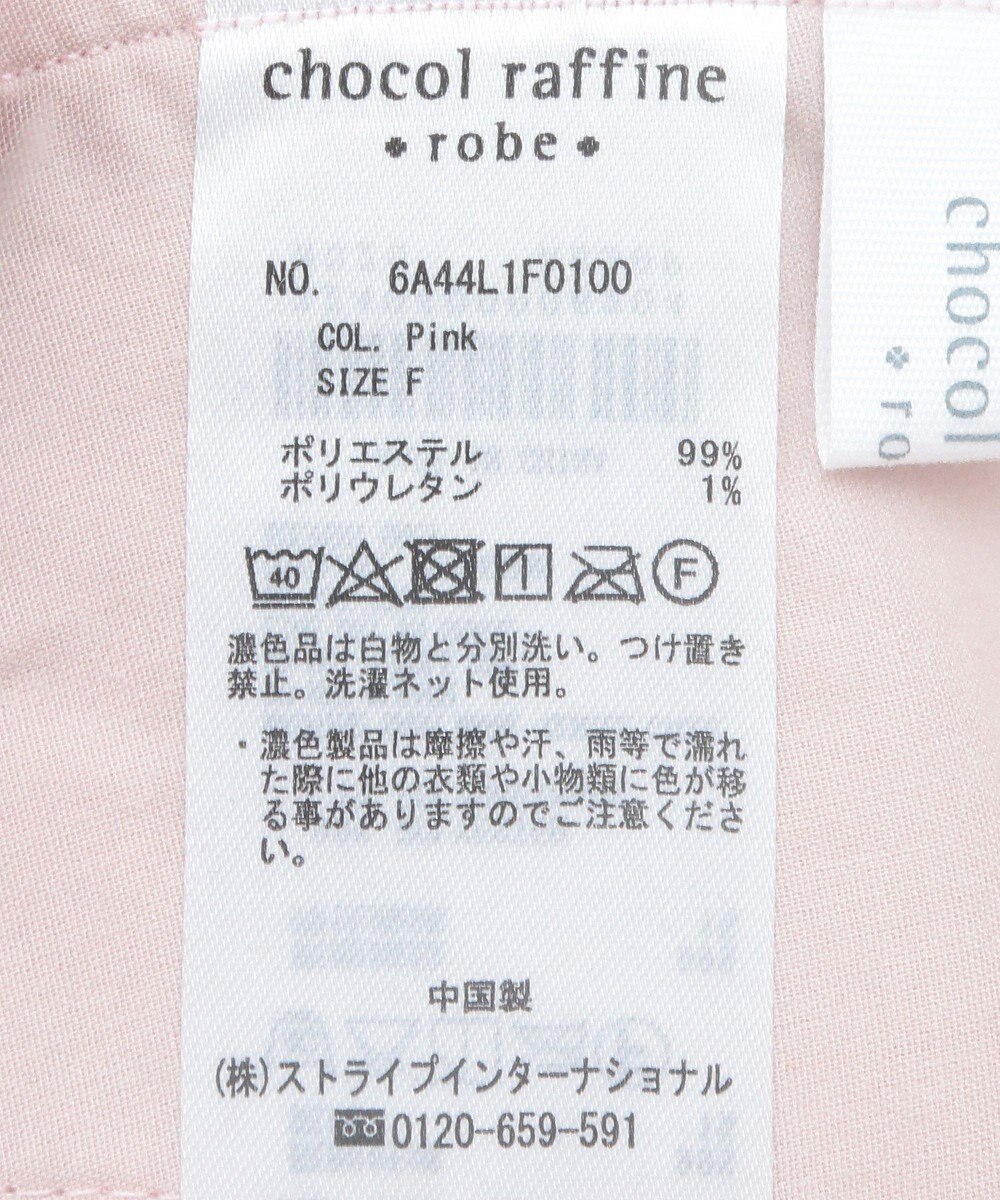 chocol raffine
robe
NO. 6A44L1F0100
COL. Pink
SIZE F
ポリエステル 99%
ポリウレタン 1%
40
F
濃色品は白物と分別洗い。つけ置き
禁止。洗濯ネット使用。
・濃色製品は摩擦や汗、雨等で濡れ
た際に他の衣類や小物類に色が移
る事がありますのでご注意くださ
い。
中国製
(株)ストライプインターナショナル
0120-659-591
chocol
ro